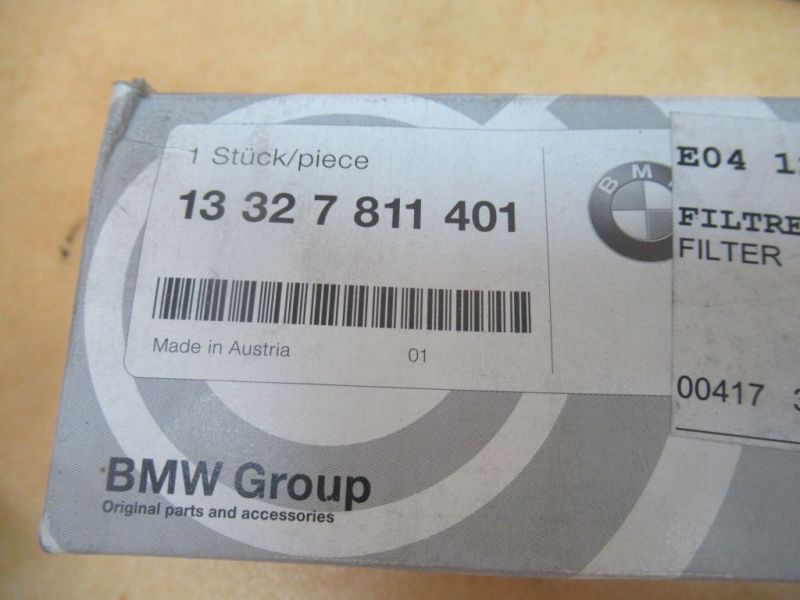 1 Stück/piece
13 32 7 811 401
Made in Austria 01
BMW Group
Original parts and accessories
BM
E04
FILTRE
FILTER
00417